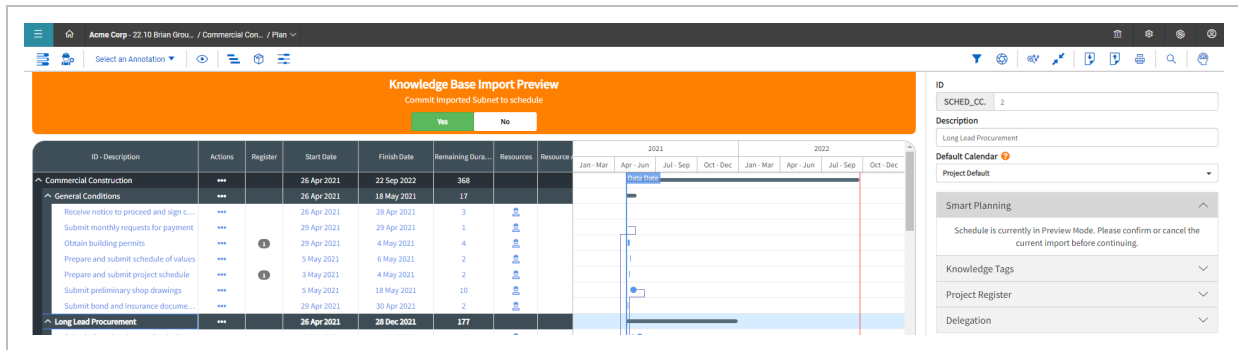 Acme Corp - 22.10 Brian Grou... / Commercial Con... / Plan
Select an Annotation
Knowledge Base Import Preview
Commit Imported Subnet to schedule
Yes No
ID - Description Actions Register Start Date Finish Date Remaining Dura... Resources Resource A
2021 2022
Jan - Mar Apr - Jun Jul - Sep Oct - Dec Jan - Mar Apr - Jun Jul - Sep Oct - Dec
Commercial Construction ••• 26 Apr 2021 22 Sep 2022 368 Data Date
General Conditions ••• 26 Apr 2021 18 May 2021 17
Receive notice to proceed and sign c... ••• 26 Apr 2021 28 Apr 2021 3
Submit monthly requests for payment ••• 29 Apr 2021 29 Apr 2021 1
Obtain building permits ••• 1 29 Apr 2021 4 May 2021 4
Prepare and submit schedule of values ••• 5 May 2021 6 May 2021 2
Prepare and submit project schedule ••• 1 3 May 2021 4 May 2021 2
Submit preliminary shop drawings ••• 5 May 2021 18 May 2021 10
Submit bond and insurance docume... ••• 29 Apr 2021 30 Apr 2021 2
Long Lead Procurement ••• 26 Apr 2021 28 Dec 2021 177
ID
SCHED_CC. 2
Description
Long Lead Procurement
Default Calendar ?
Project Default
Smart Planning
Schedule is currently in Preview Mode. Please confirm or cancel the
current import before continuing.
Knowledge Tags
Project Register
Delegation